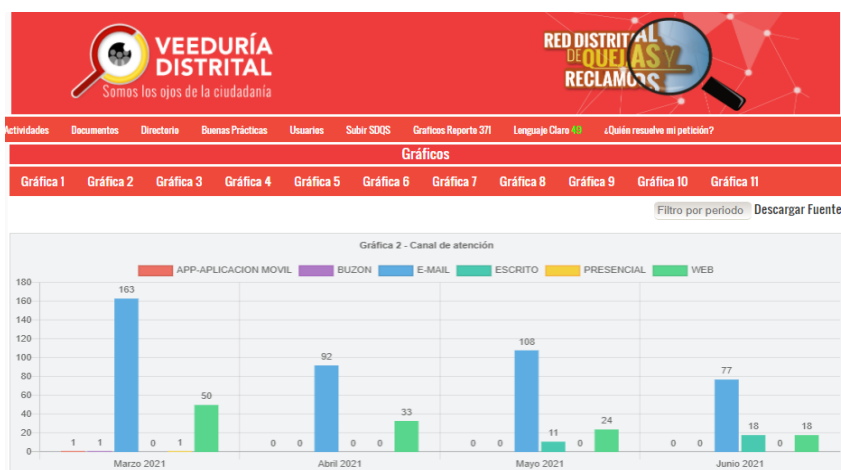 VEEDURÍA
DISTRITAL
Somos los ojos de la ciudadanía
RED DISTRITAL
DE QUEJAS Y
RECLAMOS
Actividades Documentos Directorio Buenas Prácticas Usuarios Subir SDQS Graficos Reporte 371 Lenguaje Claro 49 ¿Quién resuelve mi petición?
Gráficos
Gráfica 1 Gráfica 2 Gráfica 3 Gráfica 4 Gráfica 5 Gráfica 6 Gráfica 7 Gráfica 8 Gráfica 9 Gráfica 10 Gráfica 11
Filtro por periodo Descargar Fuente
Gráfica 2 - Canal de atención
APP-APLICACION MOVIL BUZON E-MAIL ESCRITO PRESENCIAL WEB
180
160
140
120
100
80
60
40
20
0
1 1 163 0 1 50
0 0 92 0 0 33
0 0 108 11 0 24
0 0 77 18 0 18
Marzo 2021 Abril 2021 Mayo 2021 Junio 2021